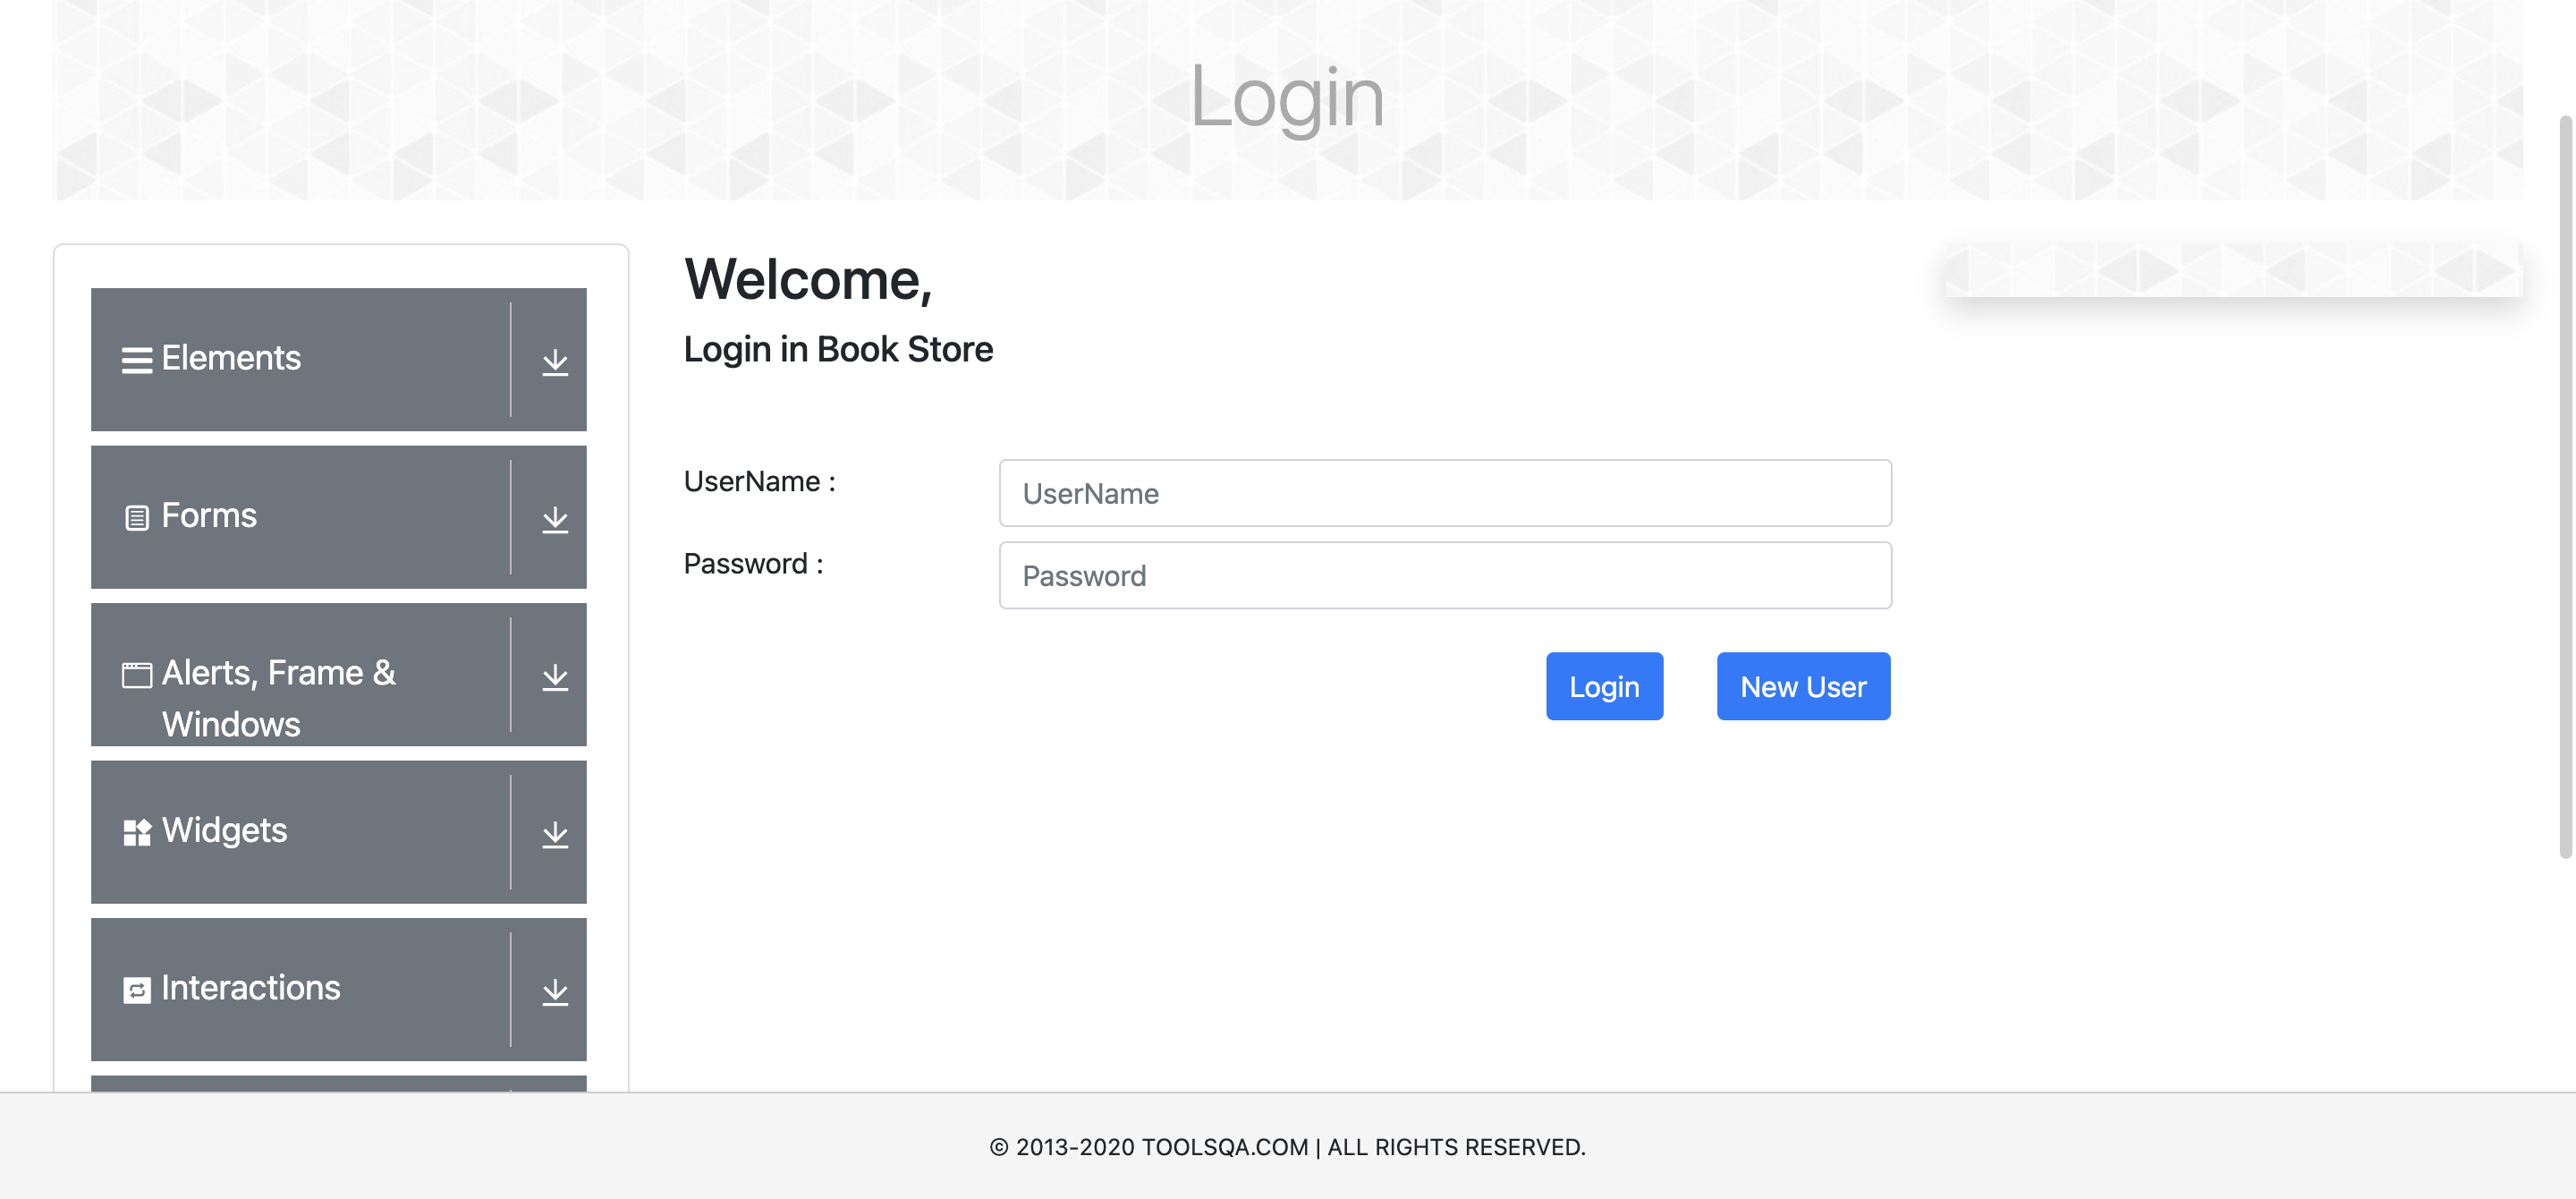 Login
Elements
Forms
Alerts, Frame &
Windows
Widgets
Interactions
Welcome,
Login in Book Store
UserName :
UserName
Password :
Password
Login
New User
© 2013-2020 TOOLSQA.COM | ALL RIGHTS RESERVED.